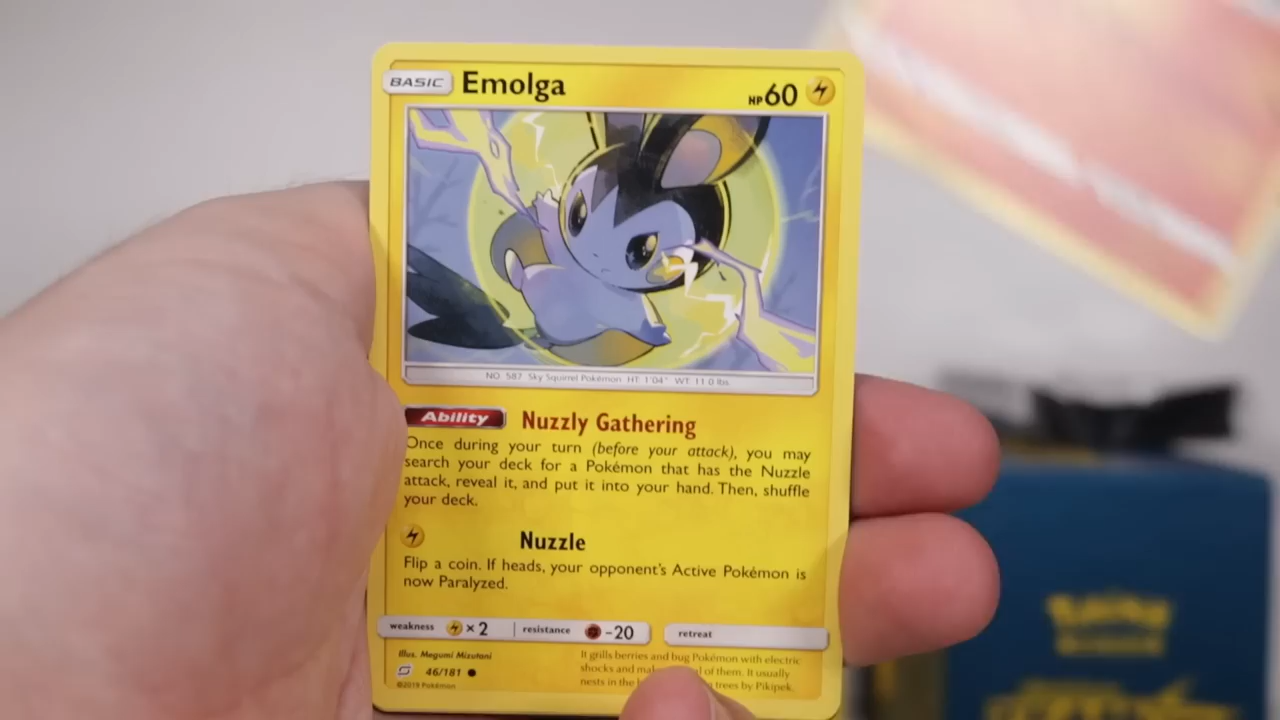 BASIC Emolga HP60
NO. 587 Sky Squirrel Pokémon HT: 1'04" WT: 11.0 lbs.
Ability Nuzzly Gathering
Once during your turn (before your attack), you may
search your deck for a Pokémon that has the Nuzzle
attack, reveal it, and put it into your hand. Then, shuffle
your deck.
Nuzzle
Flip a coin. If heads, your opponent's Active Pokémon is
now Paralyzed.
weakness ×2 resistance -20 retreat
Illus. Megumi Mizutani
46/181
©2019 Pokémon
It grills berries and bug Pokémon with electric
shocks and of them. It usually
nests in the trees by Pikipek.
Pokémon